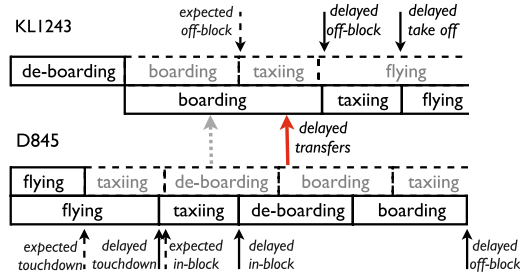 KL1243
expected
off-block
delayed
off-block
delayed
take off
de-boarding
boarding
taxiing
flying
boarding
taxiing
flying
D845
delayed
transfers
flying
taxiing
de-boarding
boarding
taxiing
flying
taxiing
de-boarding
boarding
expected
touchdown
delayed
touchdown
expected
in-block
delayed
in-block
delayed
off-block